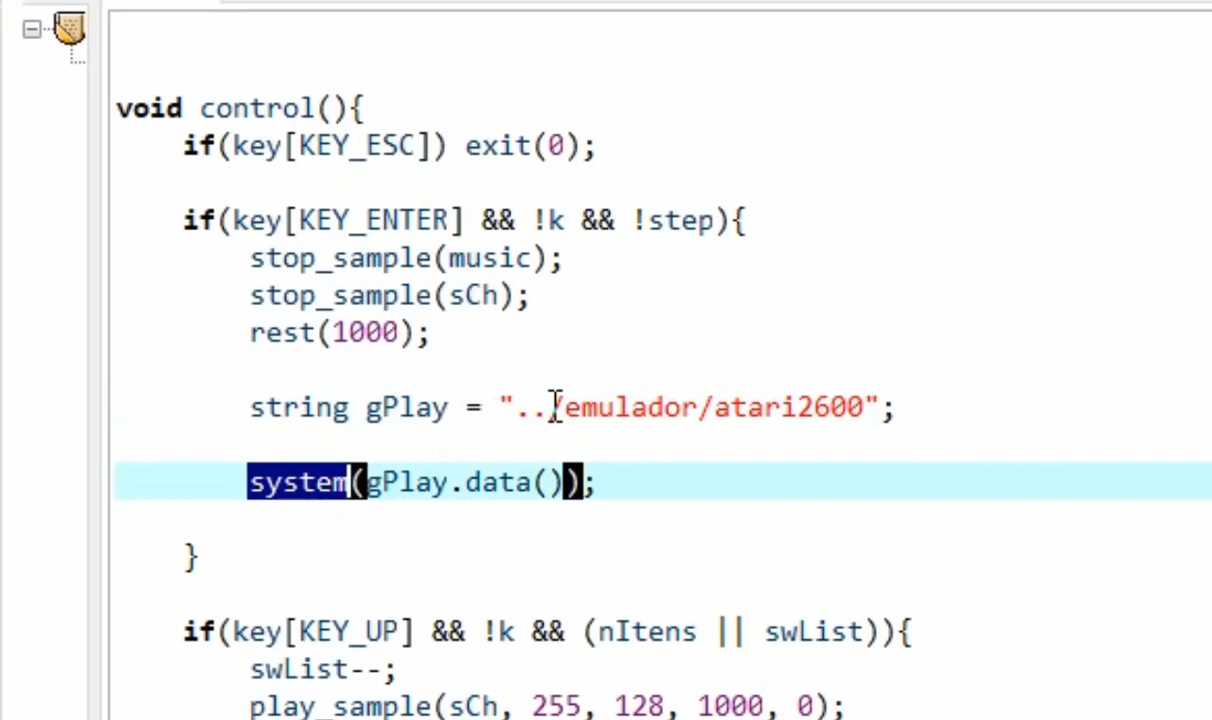 void control(){
if(key[KEY_ESC]) exit(0);
if(key[KEY_ENTER] && !k && !step){
stop_sample(music);
stop_sample(sCh);
rest(1000);
string gPlay = "../emulador/atari2600";
system(gPlay.data());
}
if(key[KEY_UP] && !k && (nItens || swList)){
swList--;
play_sample(sCh, 255, 128, 1000, 0);